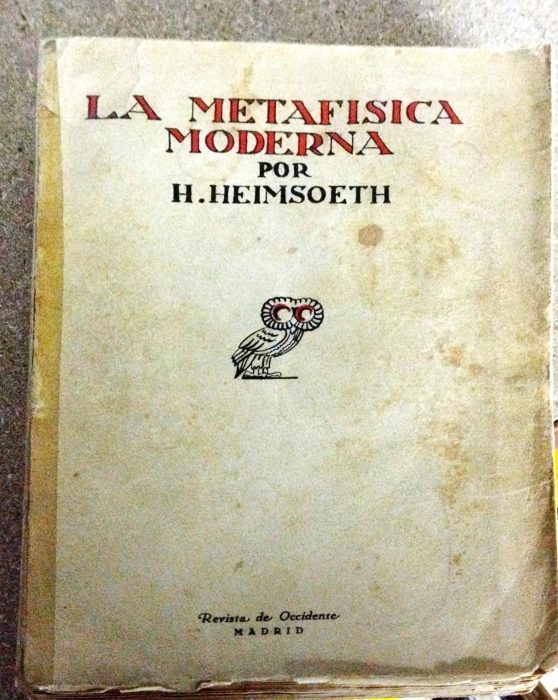 LA METAFISICA
MODERNA
POR
H. HEIMSOETH
Revista de Occidente
MADRID